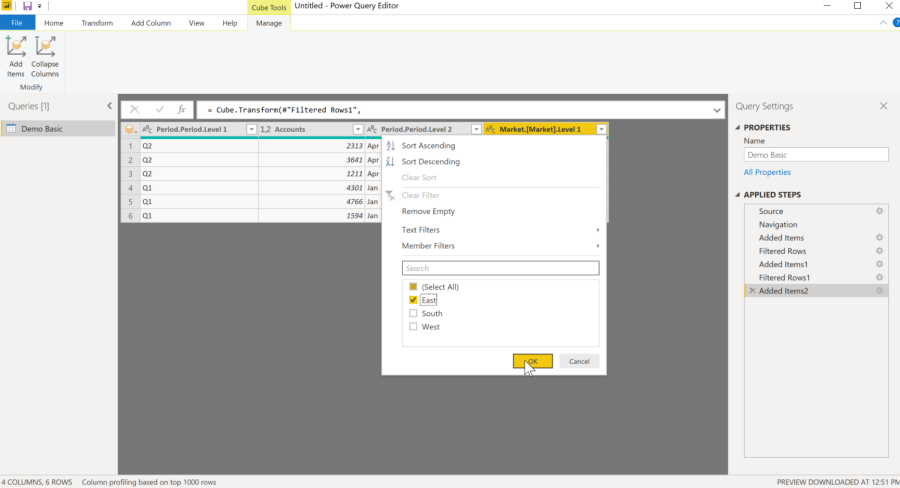 Cube Tools
Untitled - Power Query Editor
File Home Transform Add Column View Help Manage
Add Items
Collapse Columns
Modify
Queries [1]
Demo Basic
fx = Cube.Transform(#"Filtered Rows1",
ABC Period.Period.Level 1 1.2 Accounts ABC Period.Period.Level 2 ABC Market.[Market].Level 1
1 Q2 2313 Apr
2 Q2 3641 Apr
3 Q2 1211 Apr
4 Q1 4301 Jan
5 Q1 4766 Jan
6 Q1 1594 Jan
Sort Ascending
Sort Descending
Clear Sort
Clear Filter
Remove Empty
Text Filters
Member Filters
Search
(Select All)
East
South
West
OK Cancel
Query Settings
PROPERTIES
Name
Demo Basic
All Properties
APPLIED STEPS
Source
Navigation
Added Items
Filtered Rows
Added Items1
Filtered Rows1
Added Items2
4 COLUMNS, 6 ROWS Column profiling based on top 1000 rows PREVIEW DOWNLOADED AT 12:51 PM